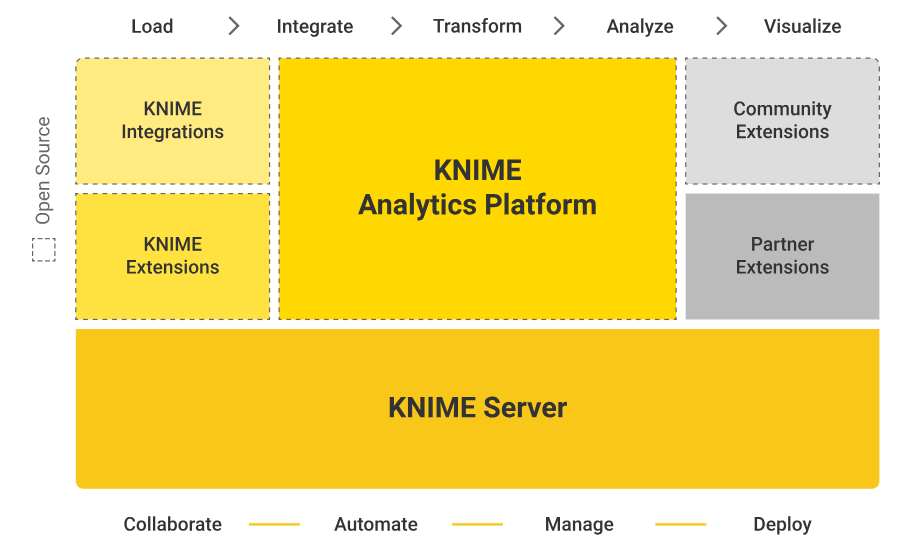 Load
Integrate
Transform
Analyze
Visualize
Open Source
KNIME
Integrations
KNIME
Analytics Platform
Community
Extensions
KNIME
Extensions
Partner
Extensions
KNIME Server
Collaborate
Automate
Manage
Deploy